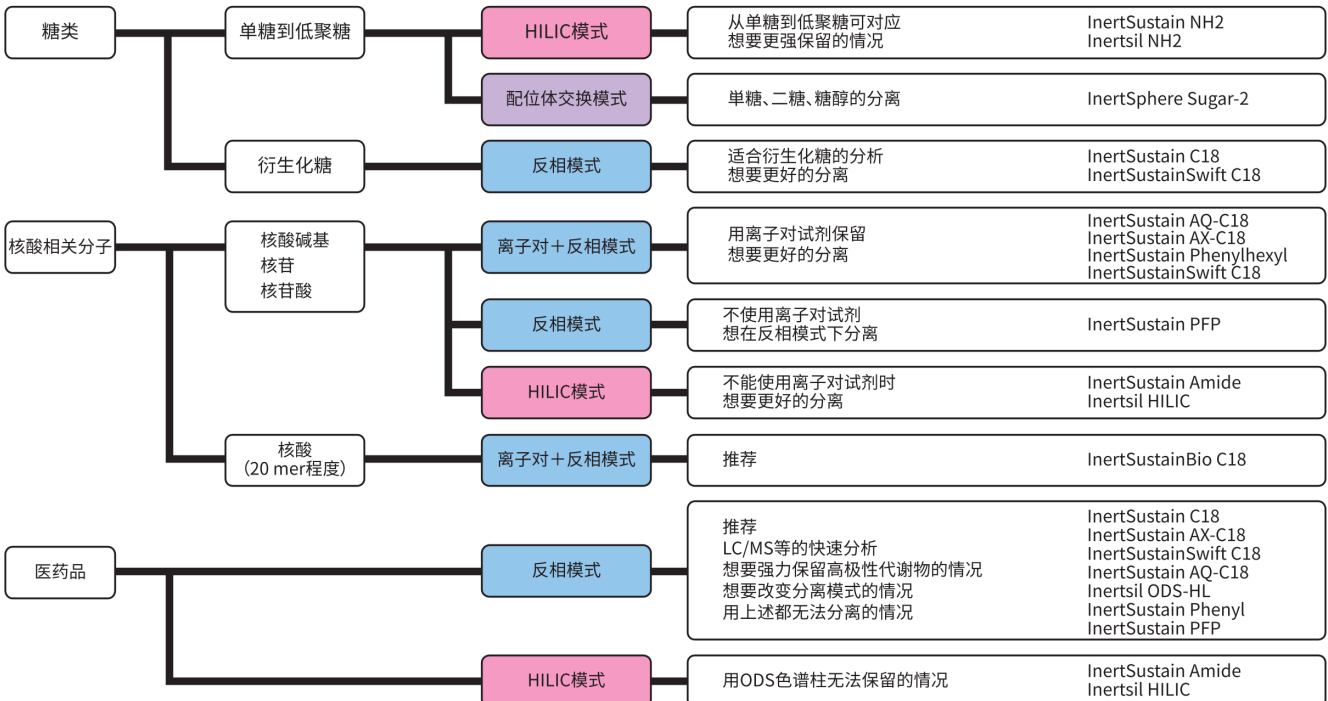 糖类
单糖到低聚糖
HILIC模式
从单糖到低聚糖可对应
想要更强保留的情况
InertSustain NH2
Inertsil NH2
配位体交换模式
单糖、二糖、糖醇的分离
InertSphere Sugar-2
衍生化糖
反相模式
适合衍生化糖的分析
想要更好的分离
InertSustain C18
InertSustainSwift C18
核酸相关分子
核酸碱基
核苷
核苷酸
离子对＋反相模式
用离子对试剂保留
想要更好的分离
InertSustain AQ-C18
InertSustain AX-C18
InertSustain Phenylhexyl
InertSustainSwift C18
反相模式
不使用离子对试剂
想在反相模式下分离
InertSustain PFP
HILIC模式
不能使用离子对试剂时
想要更好的分离
InertSustain Amide
Inertsil HILIC
核酸
（20 mer程度）
离子对＋反相模式
推荐
InertSustainBio C18
医药品
反相模式
推荐
LC/MS等的快速分析
想要强力保留高极性代谢物的情况
想要改变分离模式的情况
用上述都无法分离的情况
InertSustain C18
InertSustain AX-C18
InertSustainSwift C18
InertSustain AQ-C18
Inertsil ODS-HL
InertSustain Phenyl
InertSustain PFP
HILIC模式
用ODS色谱柱无法保留的情况
InertSustain Amide
Inertsil HILIC